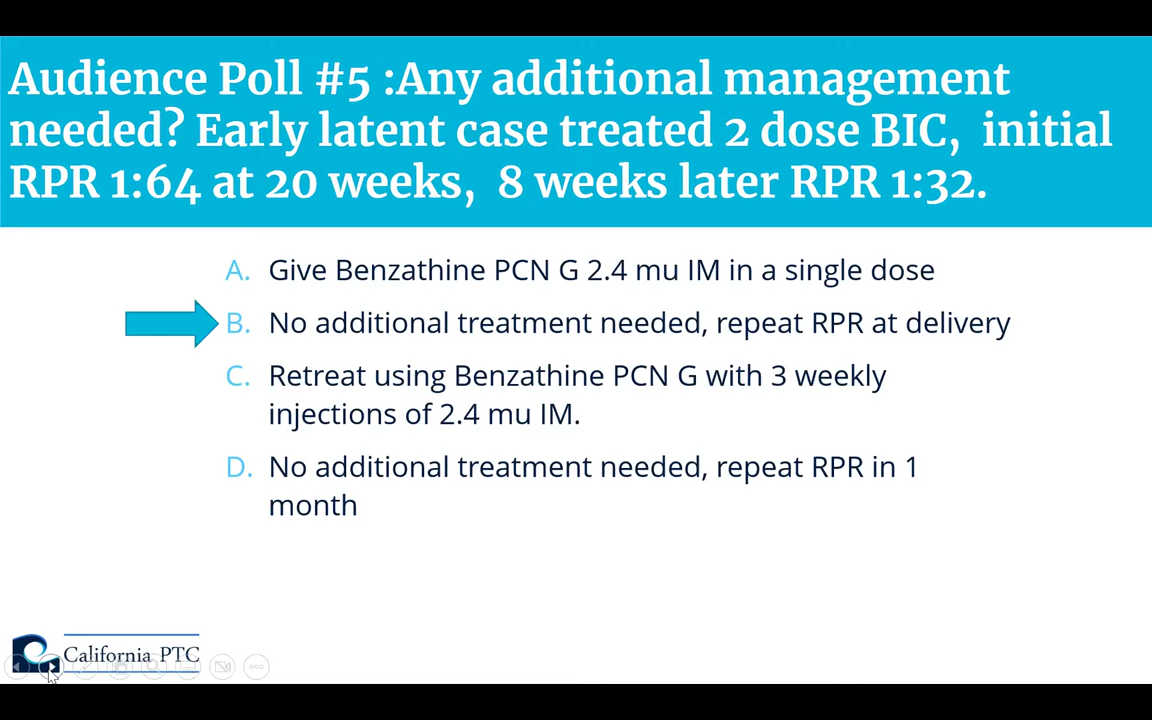 Audience Poll #5 :Any additional management
needed? Early latent case treated 2 dose BIC,  initial
RPR 1:64 at 20 weeks,  8 weeks later RPR 1:32.
A. Give Benzathine PCN G 2.4 mu IM in a single dose
B. No additional treatment needed, repeat RPR at delivery
C. Retreat using Benzathine PCN G with 3 weekly
injections of 2.4 mu IM.
D. No additional treatment needed, repeat RPR in 1
month
California PTC